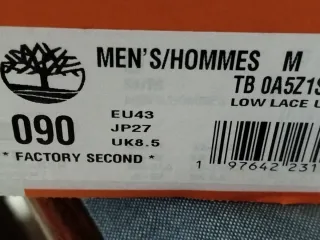 MEN'S/HOMMES M
TB 0A5Z1S
LOW LACE U
090
EU43
JP27
UK8.5
* FACTORY SECOND *
1 97642 231